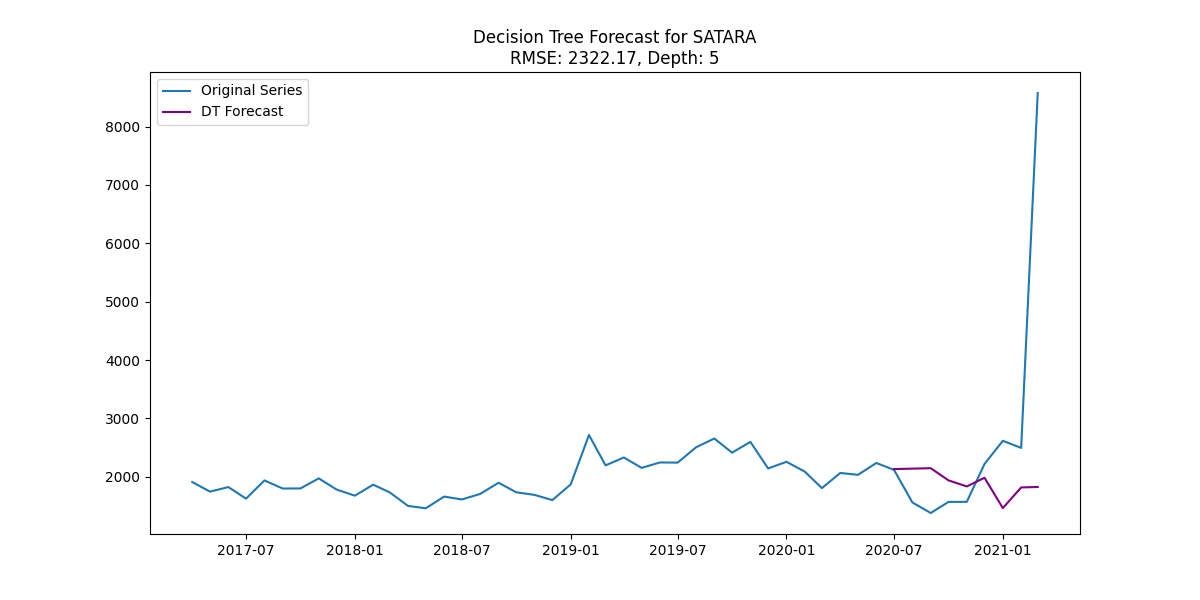 Decision Tree Forecast for SATARA
RMSE: 2322.17, Depth: 5
Original Series
DT Forecast
8000
7000
6000
5000
4000
3000
2000
2017-07 2018-01 2018-07 2019-01 2019-07 2020-01 2020-07 2021-01